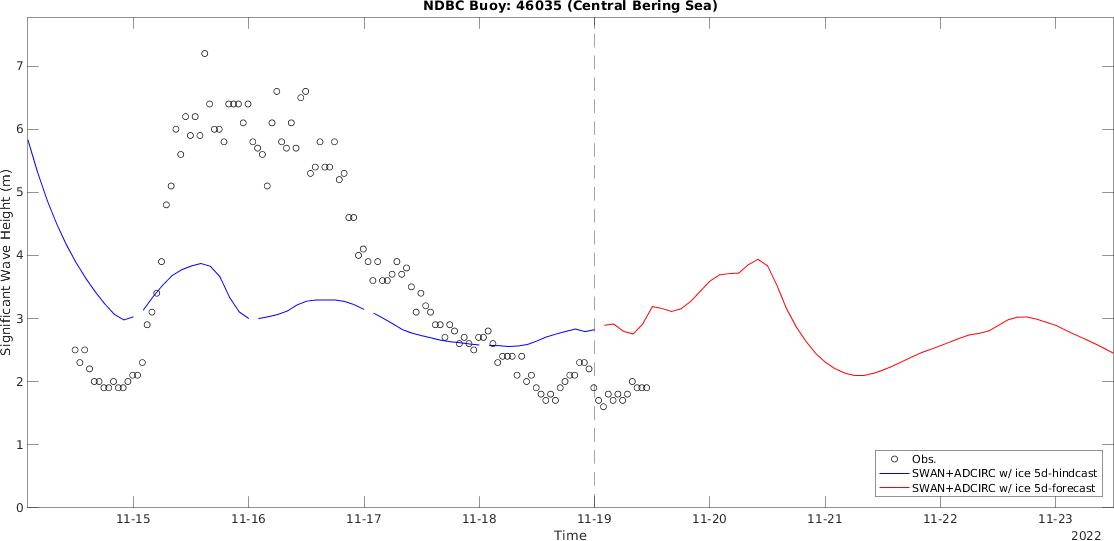 NDBC Buoy: 46035 (Central Bering Sea)
Significant Wave Height (m)
7
6
5
4
3
2
1
0
Obs.
SWAN+ADCIRC w/ ice 5d-hindcast
SWAN+ADCIRC w/ ice 5d-forecast
11-15 11-16 11-17 11-18 11-19 11-20 11-21 11-22 11-23
Time
2022